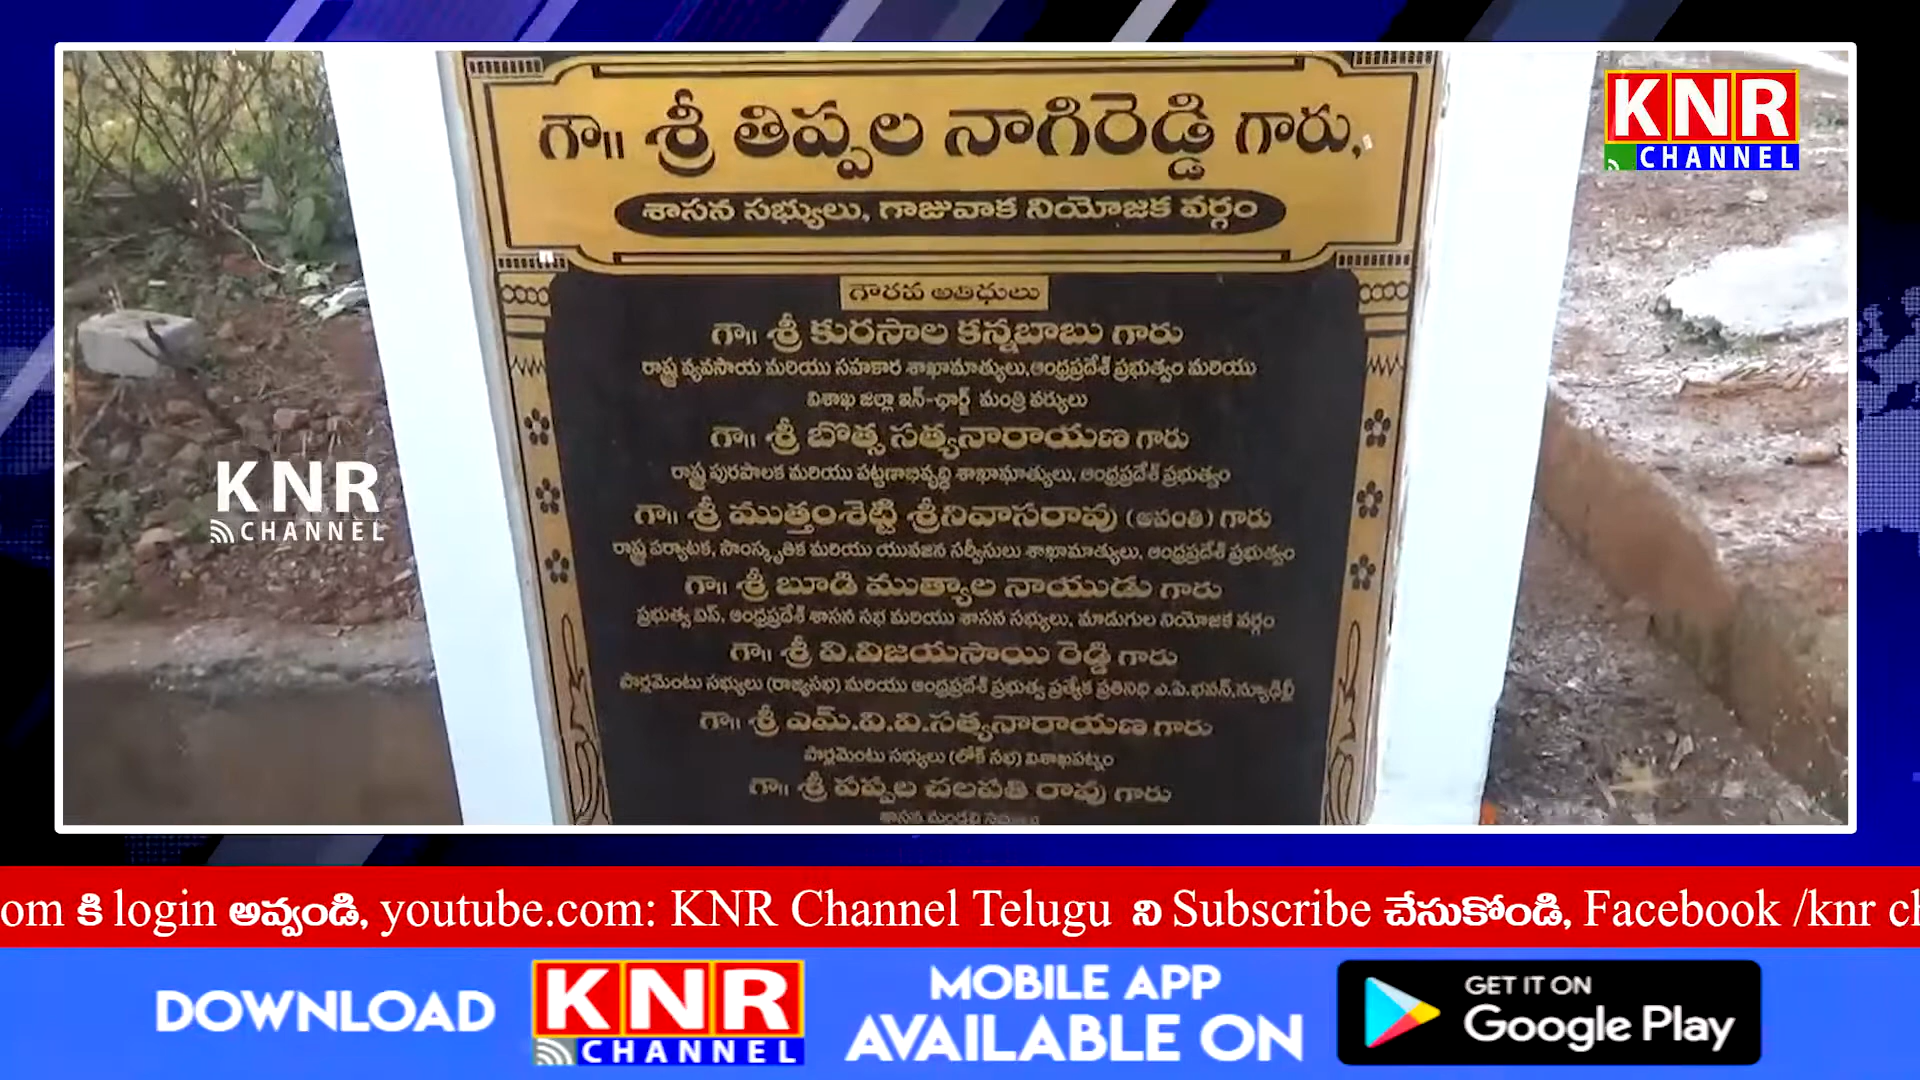 KNR
CHANNEL
గౌ॥ శ్రీ తిప్పల నాగిరెడ్డి గారు,
శాసన సభ్యులు, గాజువాక నియోజక వర్గం
గౌరవ అతిధులు
గౌ॥ శ్రీ కురసాల కన్నబాబు గారు
రాష్ట్ర వ్యవసాయ మరియు సహకార శాఖామాత్యులు,ఆంధ్రప్రదేశ్ ప్రభుత్వం మరియు
విశాఖ జిల్లా ఇన్-ఛార్జ్ మంత్రి వర్యులు
గౌ॥ శ్రీ బొత్స సత్యనారాయణ గారు
రాష్ట్ర పురపాలక మరియు పట్టణాభివృద్ధి శాఖామాత్యులు, ఆంధ్రప్రదేశ్ ప్రభుత్వం
గౌ॥ శ్రీ ముత్తంశెట్టి శ్రీనివాసరావు (అవంతి) గారు
రాష్ట్ర పర్యాటక, సాంస్కృతిక మరియు యువజన సర్వీసులు శాఖామాత్యులు, ఆంధ్రప్రదేశ్ ప్రభుత్వం
గౌ॥ శ్రీ బూడి ముత్యాల నాయుడు గారు
ప్రభుత్వ విప్, ఆంధ్రప్రదేశ్ శాసన సభ మరియు శాసన సభ్యులు, మాడుగుల నియోజక వర్గం
గౌ॥ శ్రీ వి.విజయసాయి రెడ్డి గారు
పార్లమెంటు సభ్యులు (రాజ్యసభ) మరియు ఆంధ్రప్రదేశ్ ప్రభుత్వ ప్రత్యేక ప్రతినిధి ఎ.పి.భవన్,న్యూఢిల్లీ
గౌ॥ శ్రీ ఎమ్.వి.వి.సత్యనారాయణ గారు
పార్లమెంటు సభ్యులు (లోక్ సభ) విశాఖపట్నం
గౌ॥ శ్రీ పప్పల చలపతి రావు గారు
శాసన మండలి
KNR
CHANNEL
om కి login అవ్వండి, youtube.com: KNR Channel Telugu ని Subscribe చేసుకోండి, Facebook /knr ch
DOWNLOAD KNR CHANNEL MOBILE APP AVAILABLE ON GET IT ON Google Play